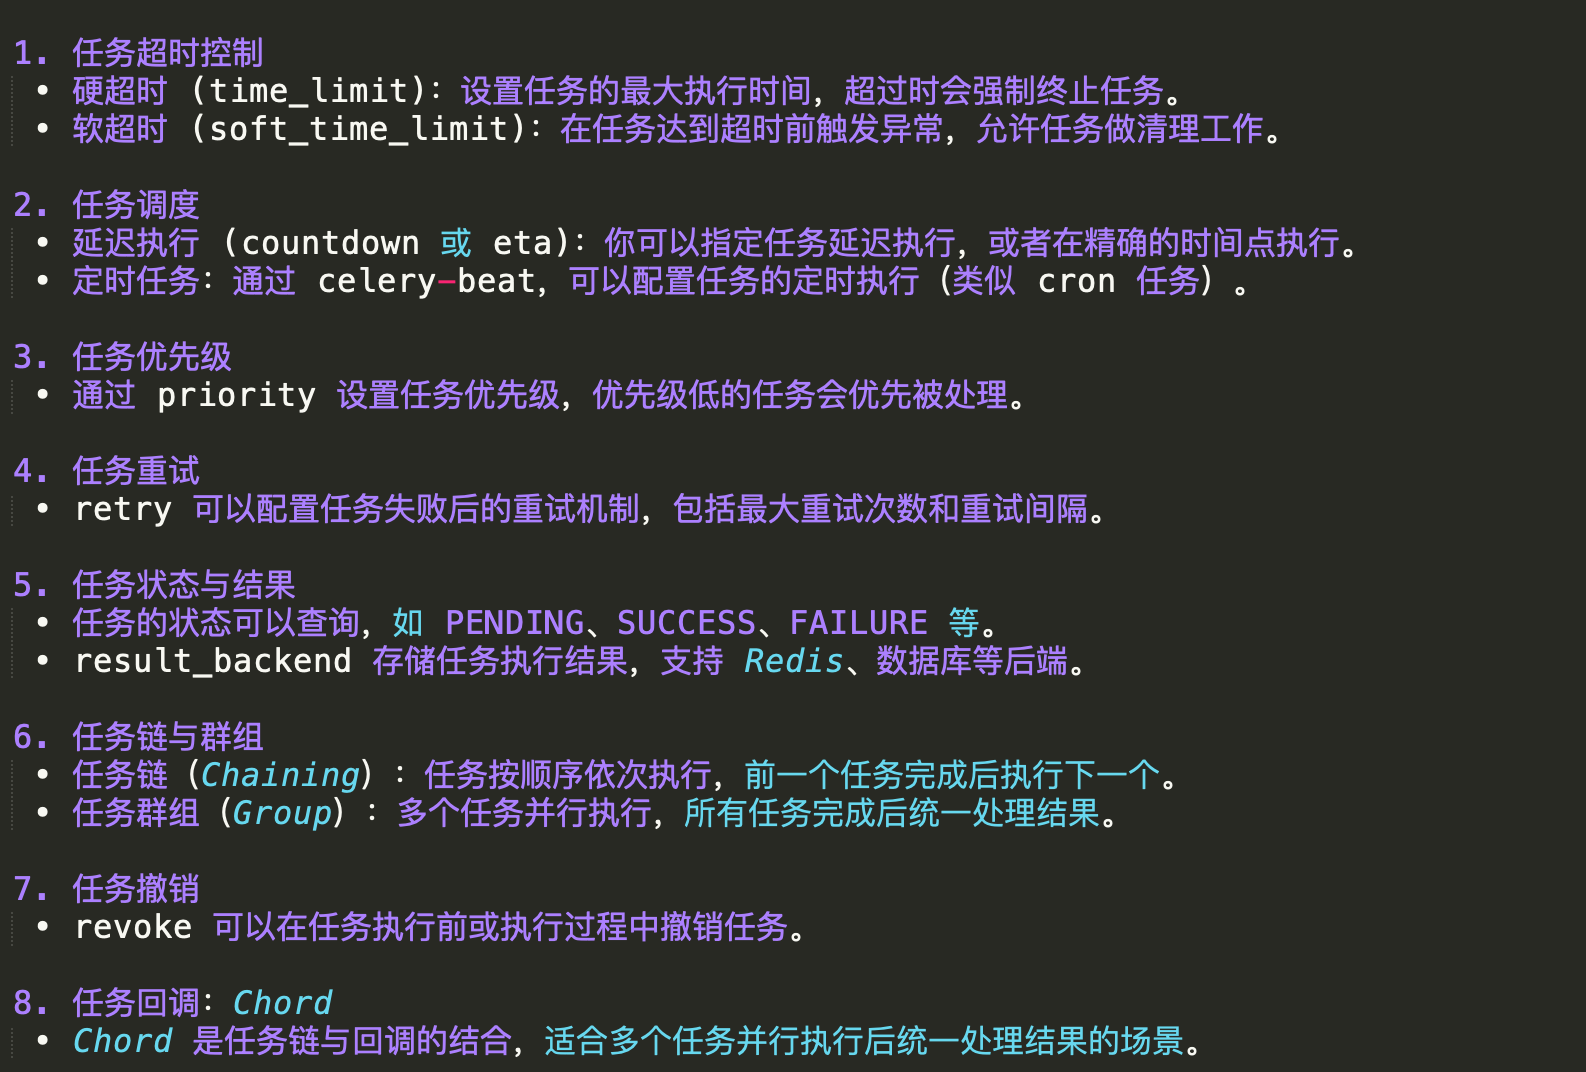 1. 任务超时控制
• 硬超时 (time_limit)：设置任务的最大执行时间，超过时会强制终止任务。
• 软超时 (soft_time_limit)：在任务达到超时前触发异常，允许任务做清理工作。
2. 任务调度
• 延迟执行 (countdown 或 eta)：你可以指定任务延迟执行，或者在精确的时间点执行。
• 定时任务：通过 celery-beat，可以配置任务的定时执行（类似 cron 任务）。
3. 任务优先级
• 通过 priority 设置任务优先级，优先级低的任务会优先被处理。
4. 任务重试
• retry 可以配置任务失败后的重试机制，包括最大重试次数和重试间隔。
5. 任务状态与结果
• 任务的状态可以查询，如 PENDING、SUCCESS、FAILURE 等。
• result_backend 存储任务执行结果，支持 Redis、数据库等后端。
6. 任务链与群组
• 任务链（Chaining）：任务按顺序依次执行，前一个任务完成后执行下一个。
• 任务群组（Group）：多个任务并行执行，所有任务完成后统一处理结果。
7. 任务撤销
• revoke 可以在任务执行前或执行过程中撤销任务。
8. 任务回调：Chord
• Chord 是任务链与回调的结合，适合多个任务并行执行后统一处理结果的场景。